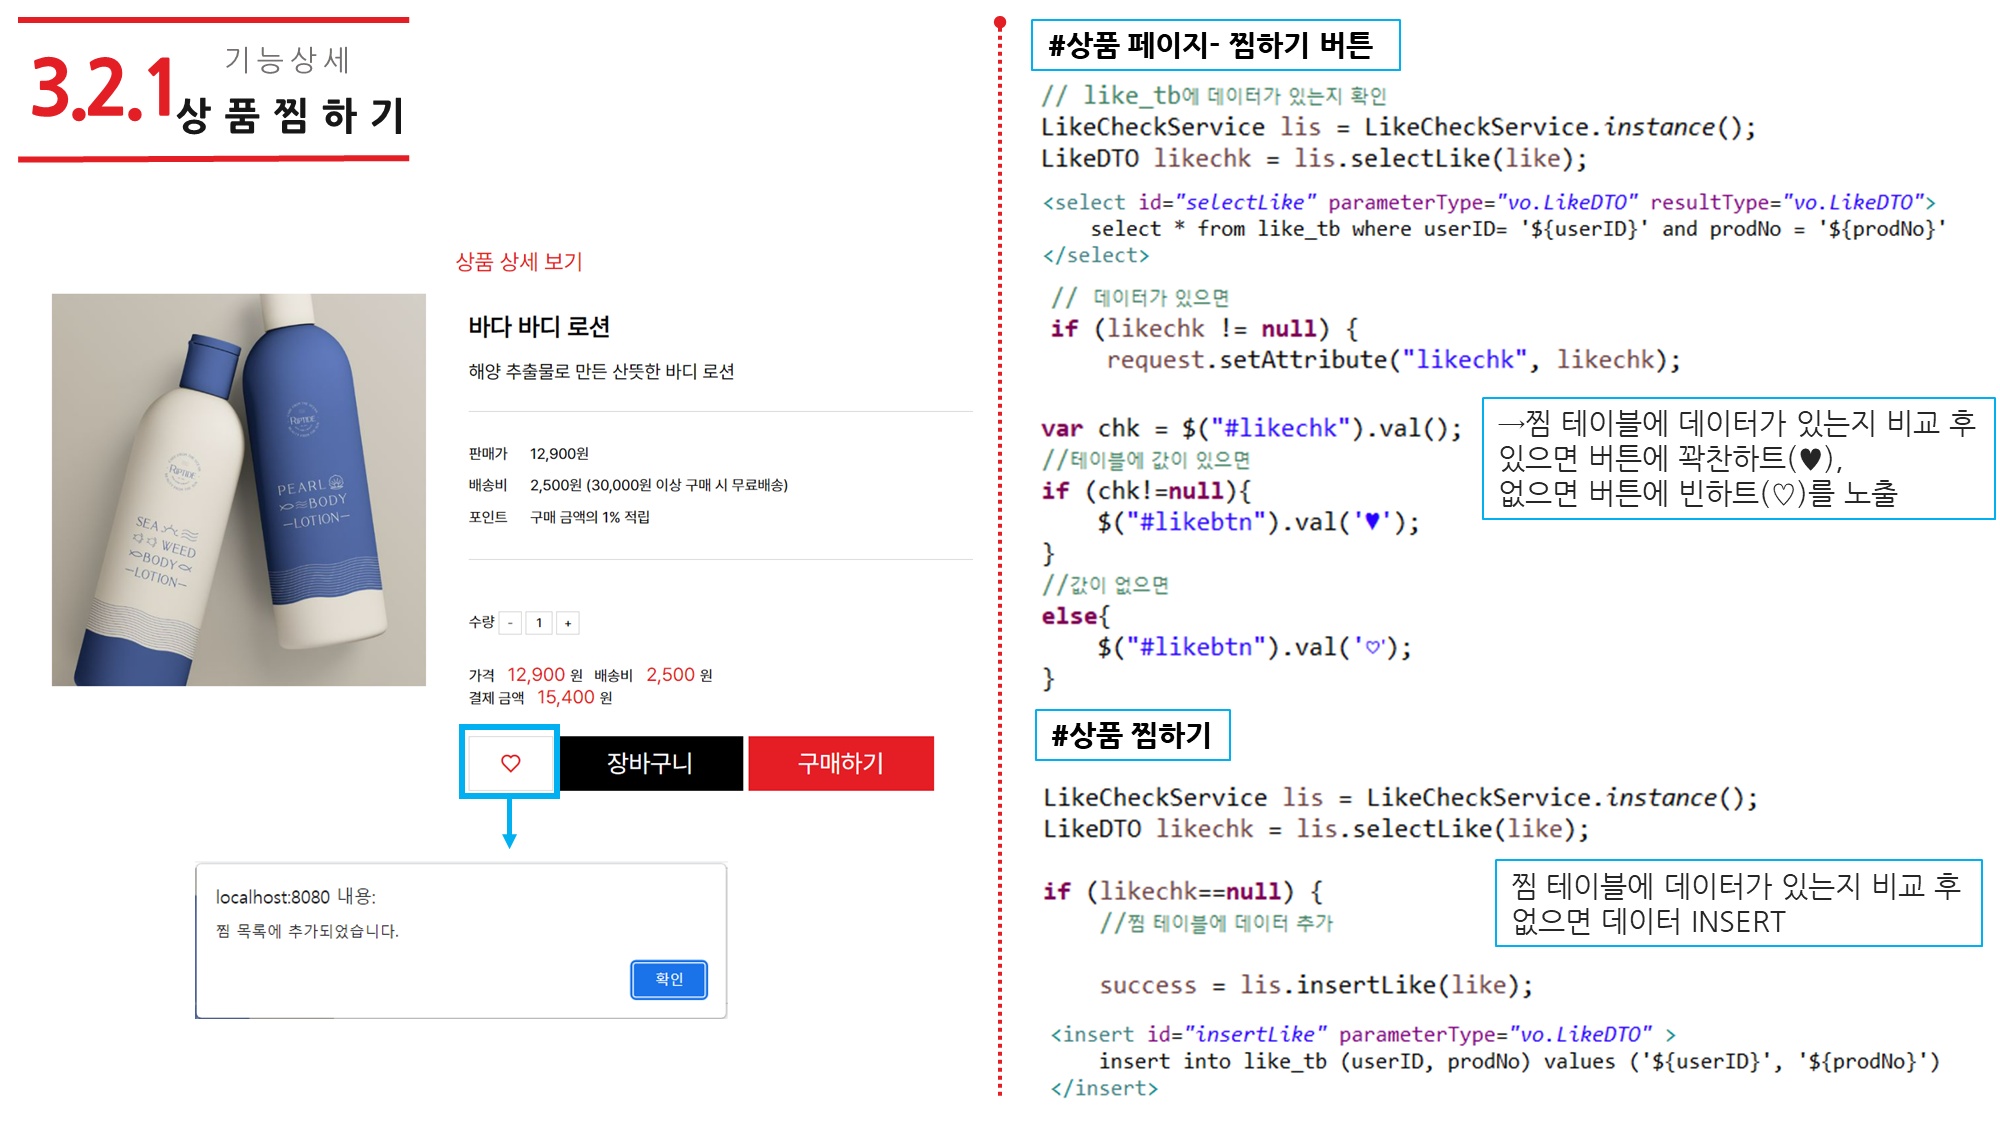 3.2.1
기능상세
상품찜하기
상품 상세 보기
바다 바디 로션
해양 추출물로 만든 산뜻한 바디 로션
판매가 12,900원
배송비 2,500원 (30,000원 이상 구매 시 무료배송)
포인트 구매 금액의 1% 적립
수량 - 1 +
가격 12,900 원 배송비 2,500 원
결제 금액 15,400 원
♡ 장바구니 구매하기
RIPTIDE
PEARL
BODY
LOTION
RIPTIDE
SEA
WEED
BODY
LOTION
localhost:8080 내용:
찜 목록에 추가되었습니다.
확인
#상품 페이지- 찜하기 버튼
// like_tb에 데이터가 있는지 확인
LikeCheckService lis = LikeCheckService.instance();
LikeDTO likechk = lis.selectLike(like);
<select id="selectLike" parameterType="vo.LikeDTO" resultType="vo.LikeDTO">
select * from like_tb where userID= '${userID}' and prodNo = '${prodNo}'
</select>
// 데이터가 있으면
if (likechk != null) {
request.setAttribute("likechk", likechk);
var chk = $("#likechk").val();
//테이블에 값이 있으면
if (chk!=null){
$("#likebtn").val('♥');
}
//값이 없으면
else{
$("#likebtn").val('♡');
}
→찜 테이블에 데이터가 있는지 비교 후
있으면 버튼에 꽉찬하트(♥),
없으면 버튼에 빈하트(♡)를 노출
#상품 찜하기
LikeCheckService lis = LikeCheckService.instance();
LikeDTO likechk = lis.selectLike(like);
if (likechk==null) {
//찜 테이블에 데이터 추가
success = lis.insertLike(like);
찜 테이블에 데이터가 있는지 비교 후
없으면 데이터 INSERT
<insert id="insertLike" parameterType="vo.LikeDTO" >
insert into like_tb (userID, prodNo) values ('${userID}', '${prodNo}')
</insert>